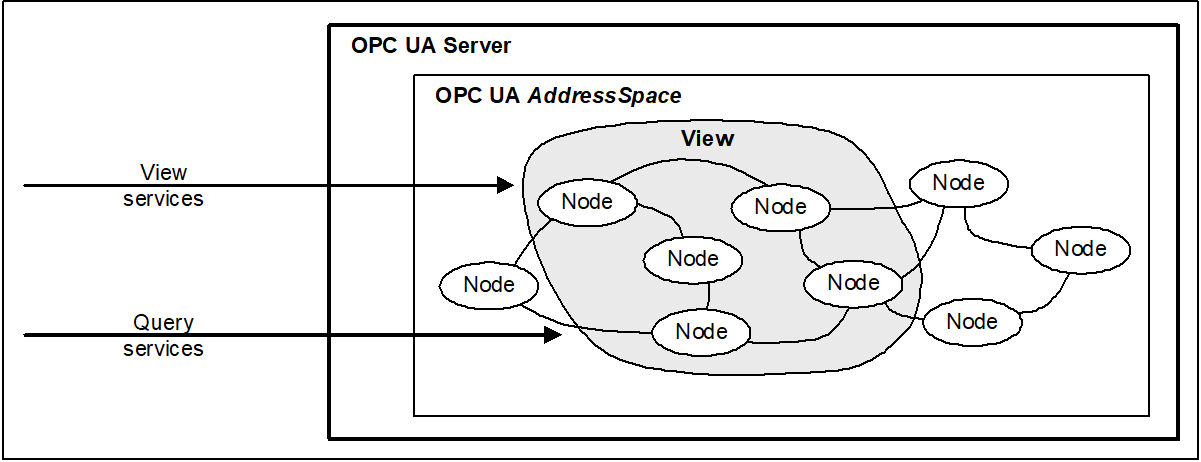 OPC UA Server
OPC UA AddressSpace
View
View
services
Node
Node
Node
Node
Node
Node
Node
Node
Query
services
Node
Node